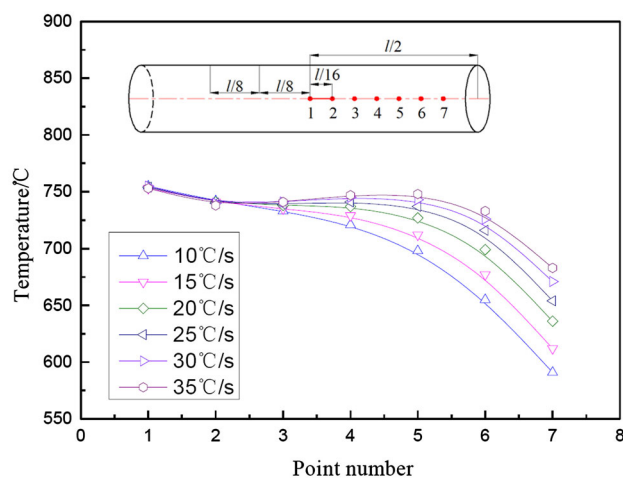 900
850
800
750
700
650
600
550
Temperature/℃
l/2
l/8
l/8
l/16
1 2 3 4 5 6 7
10℃/s
15℃/s
20℃/s
25℃/s
30℃/s
35℃/s
0 1 2 3 4 5 6 7 8
Point number